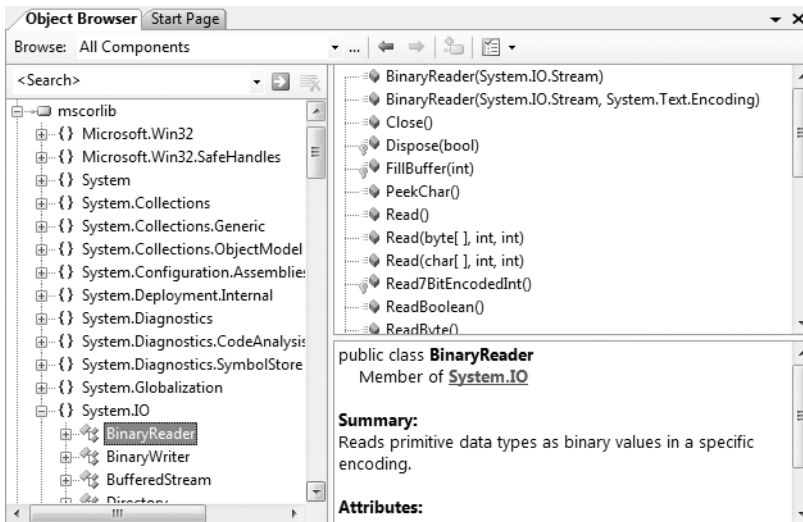 Object Browser Start Page
Browse: All Components ...
<Search>
mscorlib
{} Microsoft.Win32
{} Microsoft.Win32.SafeHandles
{} System
{} System.Collections
{} System.Collections.Generic
{} System.Collections.ObjectModel
{} System.Configuration.Assemblies
{} System.Deployment.Internal
{} System.Diagnostics
{} System.Diagnostics.CodeAnalysis
{} System.Diagnostics.SymbolStore
{} System.Globalization
{} System.IO
BinaryReader
BinaryWriter
BufferedStream
Directory
BinaryReader(System.IO.Stream)
BinaryReader(System.IO.Stream, System.Text.Encoding)
Close()
Dispose(bool)
FillBuffer(int)
PeekChar()
Read()
Read(byte[ ], int, int)
Read(char[ ], int, int)
Read7BitEncodedInt()
ReadBoolean()
ReadByte()
public class BinaryReader
Member of System.IO
Summary:
Reads primitive data types as binary values in a specific
encoding.
Attributes: